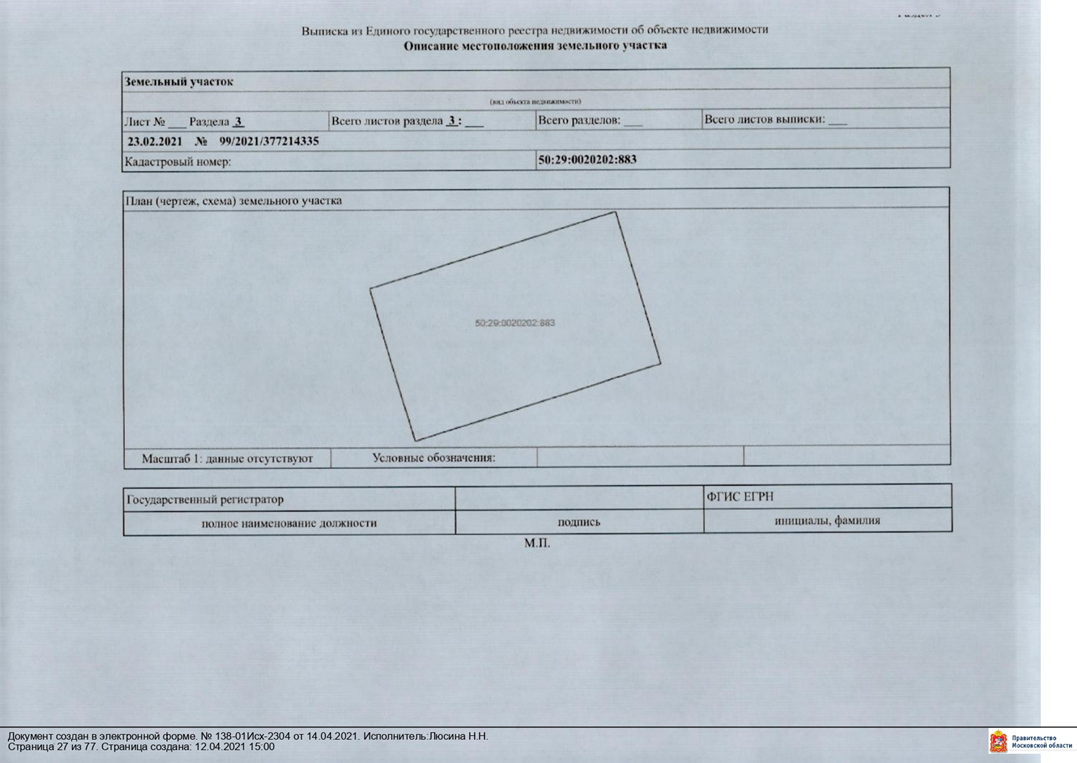 Выписка из Единого государственного реестра недвижимости об объекте недвижимости
Описание местоположения земельного участка
Земельный участок
(вид объекта недвижимости)
Лист № ___ Раздела 3 Всего листов раздела 3 : ___ Всего разделов: ___ Всего листов выписки: ___
23.02.2021 № 99/2021/377214335
Кадастровый номер: 50:29:0020202:883
План (чертеж, схема) земельного участка
50:29:0020202:883
Масштаб 1: данные отсутствуют Условные обозначения:
Государственный регистратор ФГИС ЕГРН
полное наименование должности подпись инициалы, фамилия
М.П.
Документ создан в электронной форме. № 138-01Исх-2304 от 14.04.2021. Исполнитель:Люсина Н.Н.
Страница 27 из 77. Страница создана: 12.04.2021 15:00
Правительство
Московской области